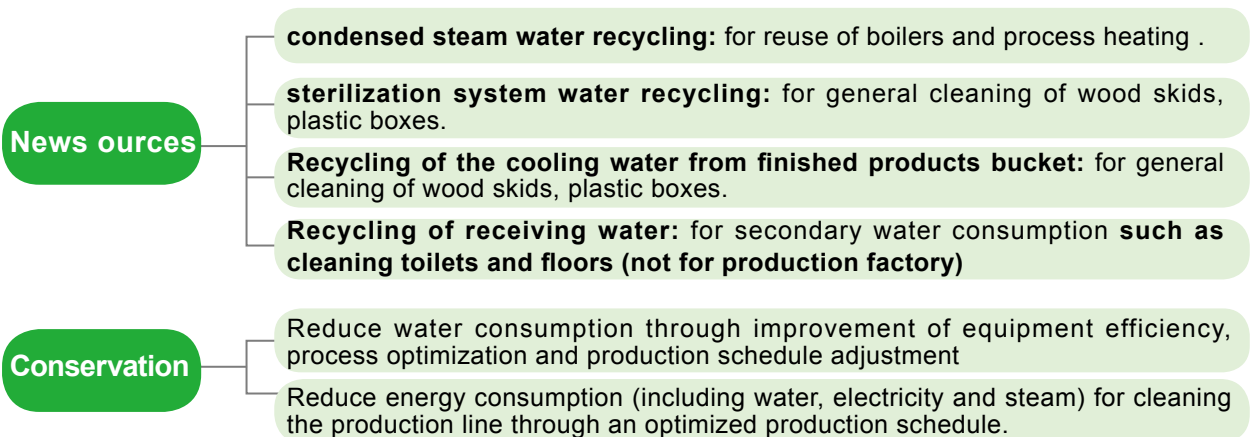 News ources
condensed steam water recycling: for reuse of boilers and process heating .
sterilization system water recycling: for general cleaning of wood skids,
plastic boxes.
Recycling of the cooling water from finished products bucket: for general
cleaning of wood skids, plastic boxes.
Recycling of receiving water: for secondary water consumption such as
cleaning toilets and floors (not for production factory)
Conservation
Reduce water consumption through improvement of equipment efficiency,
process optimization and production schedule adjustment
Reduce energy consumption (including water, electricity and steam) for cleaning
the production line through an optimized production schedule.